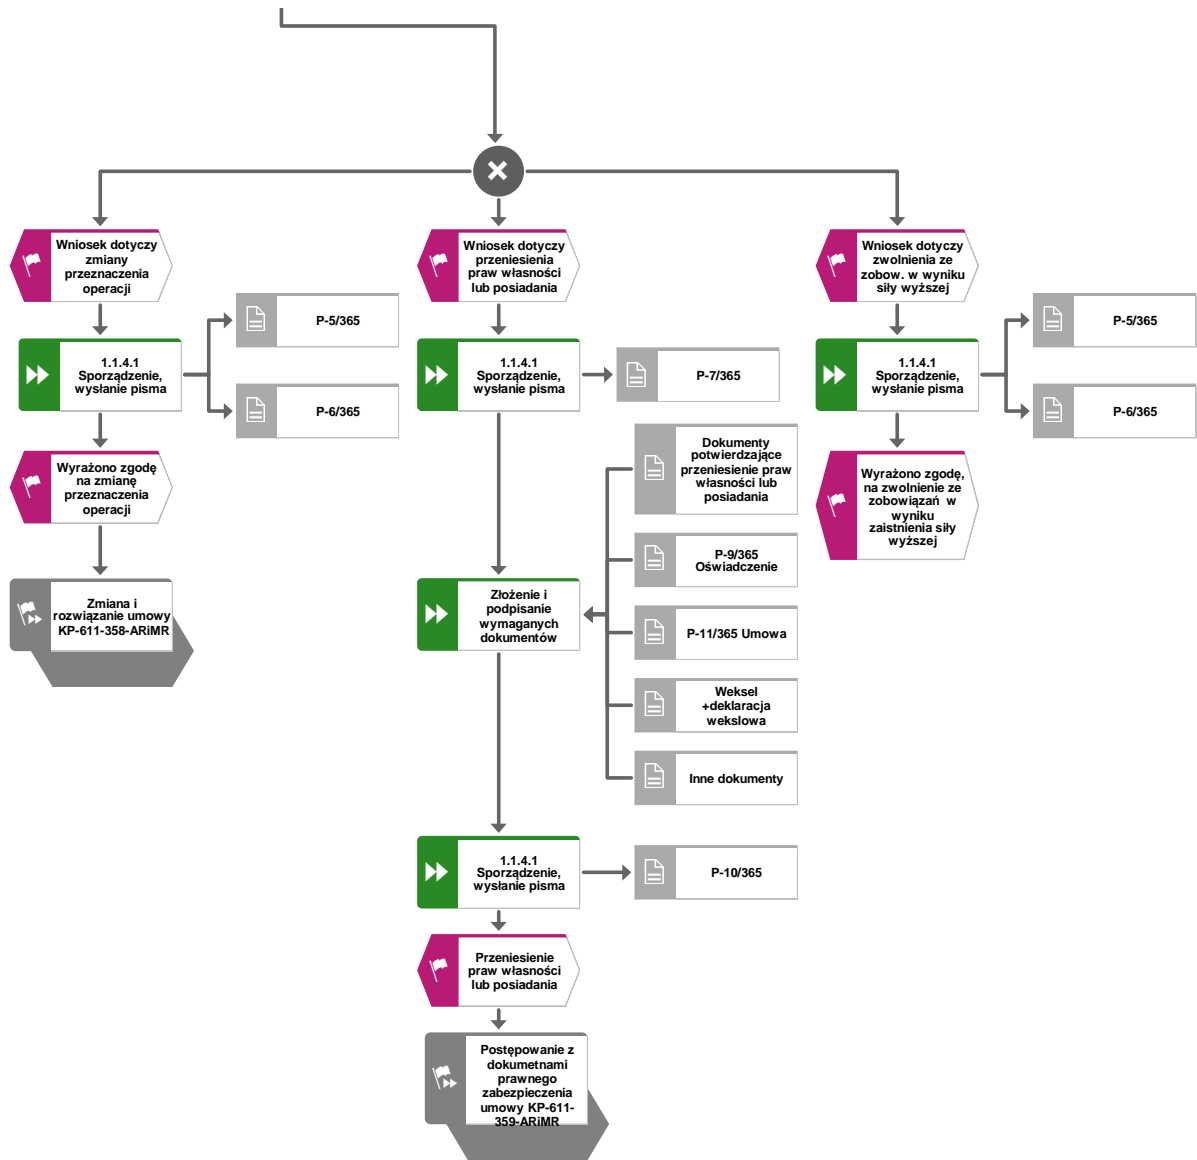 Wniosek dotyczy
zmiany
przeznaczenia
operacji
P-5/365
1.1.4.1
Sporządzenie,
wysłanie pisma
P-6/365
Wyrażono zgodę
na zmianę
przeznaczenia
operacji
Zmiana i
rozwiązanie umowy
KP-611-358-ARiMR
Wniosek dotyczy
przeniesienia
praw własności
lub posiadania
1.1.4.1
Sporządzenie,
wysłanie pisma
P-7/365
Dokumenty
potwierdzające
przeniesienie praw
własności lub
posiadania
P-9/365
Oświadczenie
Złożenie i
podpisanie
wymaganych
dokumentów
P-11/365 Umowa
Weksel
+deklaracja
wekslowa
Inne dokumenty
1.1.4.1
Sporządzenie,
wysłanie pisma
P-10/365
Przeniesienie
praw własności
lub posiadania
Postępowanie z
dokumetnami
prawnego
zabezpieczenia
umowy KP-611-
359-ARiMR
Wniosek dotyczy
zwolnienia ze
zobow. w wyniku
siły wyższej
P-5/365
1.1.4.1
Sporządzenie,
wysłanie pisma
P-6/365
Wyrażono zgodę,
na zwolnienie ze
zobowiązań w
wyniku
zaistnienia siły
wyższej